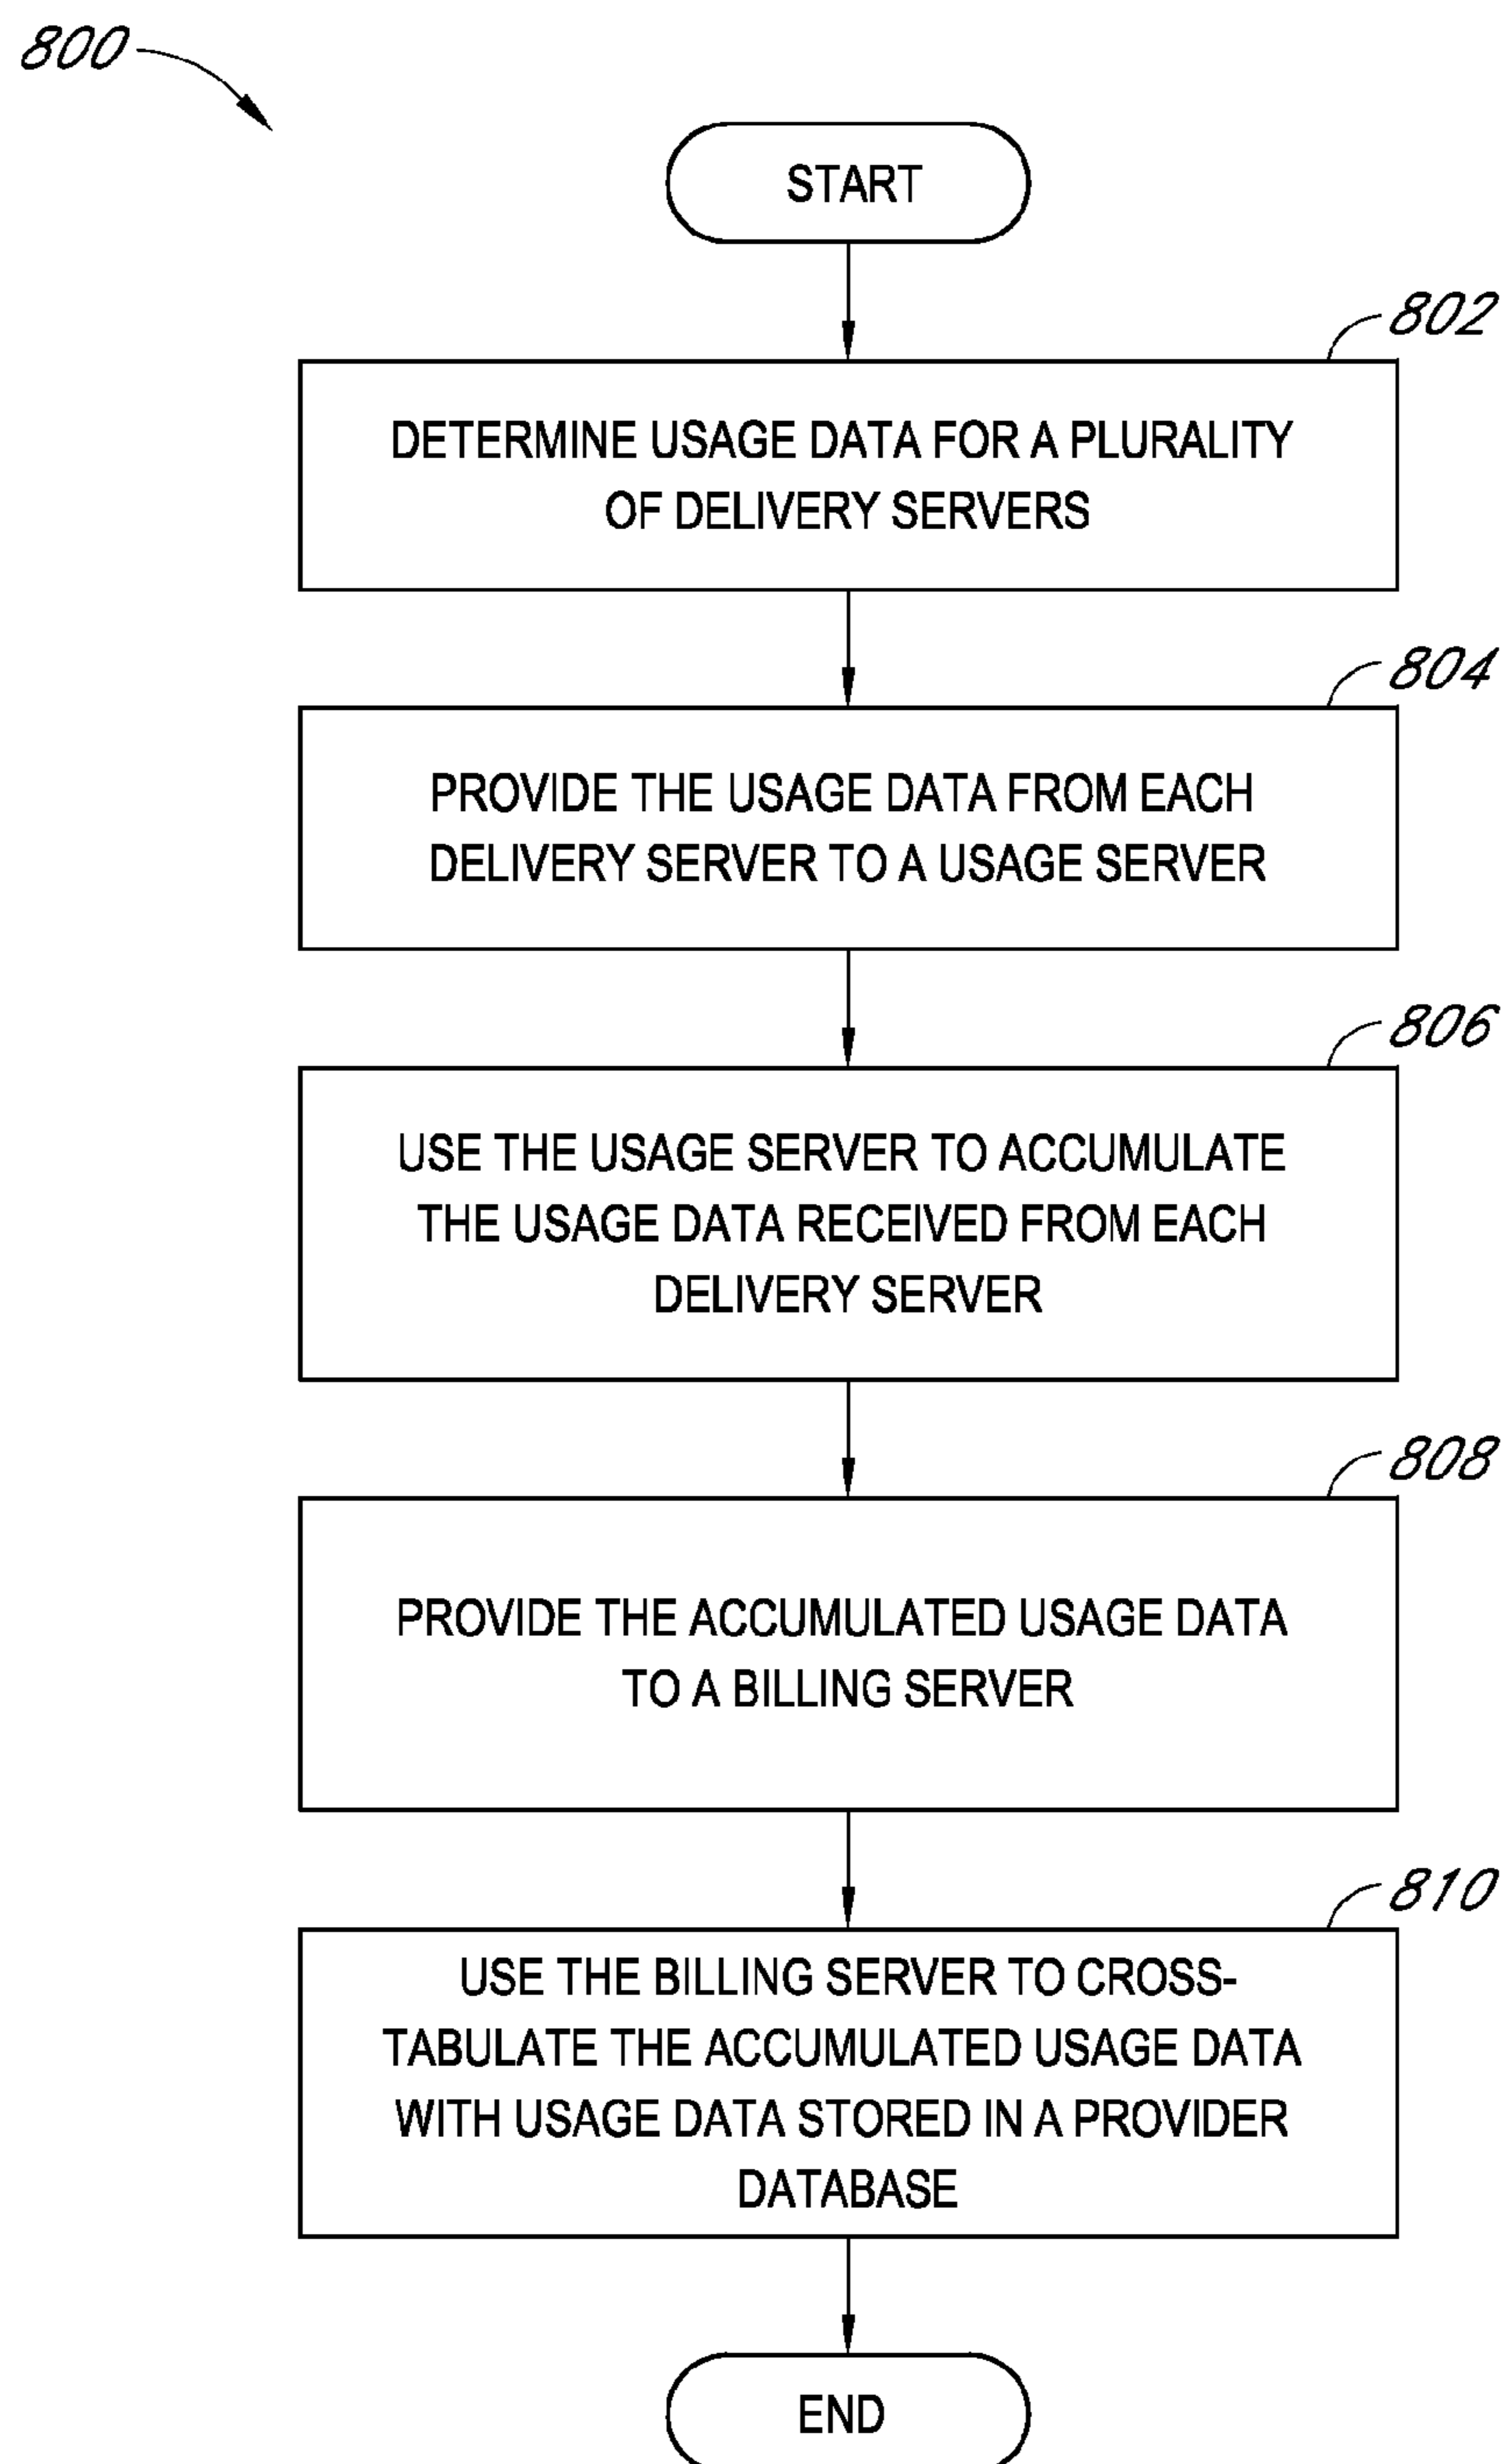 800
START
802
DETERMINE USAGE DATA FOR A PLURALITY
OF DELIVERY SERVERS
804
PROVIDE THE USAGE DATA FROM EACH
DELIVERY SERVER TO A USAGE SERVER
806
USE THE USAGE SERVER TO ACCUMULATE
THE USAGE DATA RECEIVED FROM EACH
DELIVERY SERVER
808
PROVIDE THE ACCUMULATED USAGE DATA
TO A BILLING SERVER
810
USE THE BILLING SERVER TO CROSS-
TABULATE THE ACCUMULATED USAGE DATA
WITH USAGE DATA STORED IN A PROVIDER
DATABASE
END